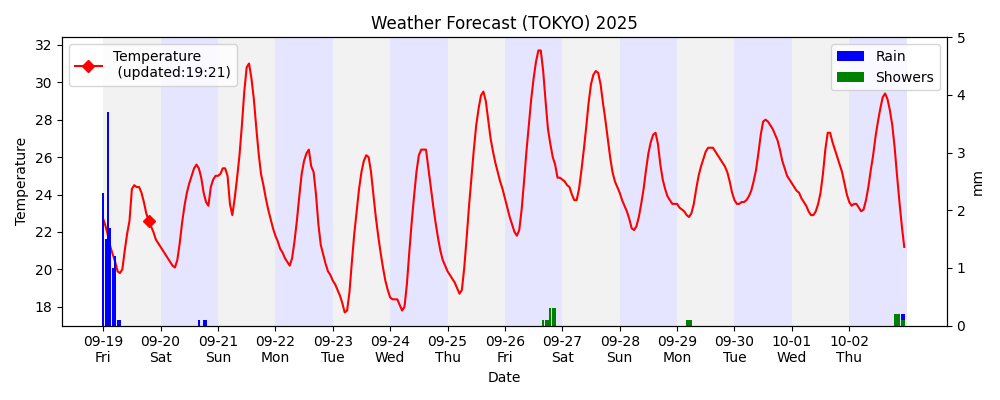 Weather Forecast (TOKYO) 2025
Temperature
(updated:19:21)
Rain
Showers
Temperature
32
30
28
26
24
22
20
18
5
4
3
2
1
0
mm
09-19 09-20 09-21 09-22 09-23 09-24 09-25 09-26 09-27 09-28 09-29 09-30 10-01 10-02
Fri Sat Sun Mon Tue Wed Thu Fri Sat Sun Mon Tue Wed Thu
Date